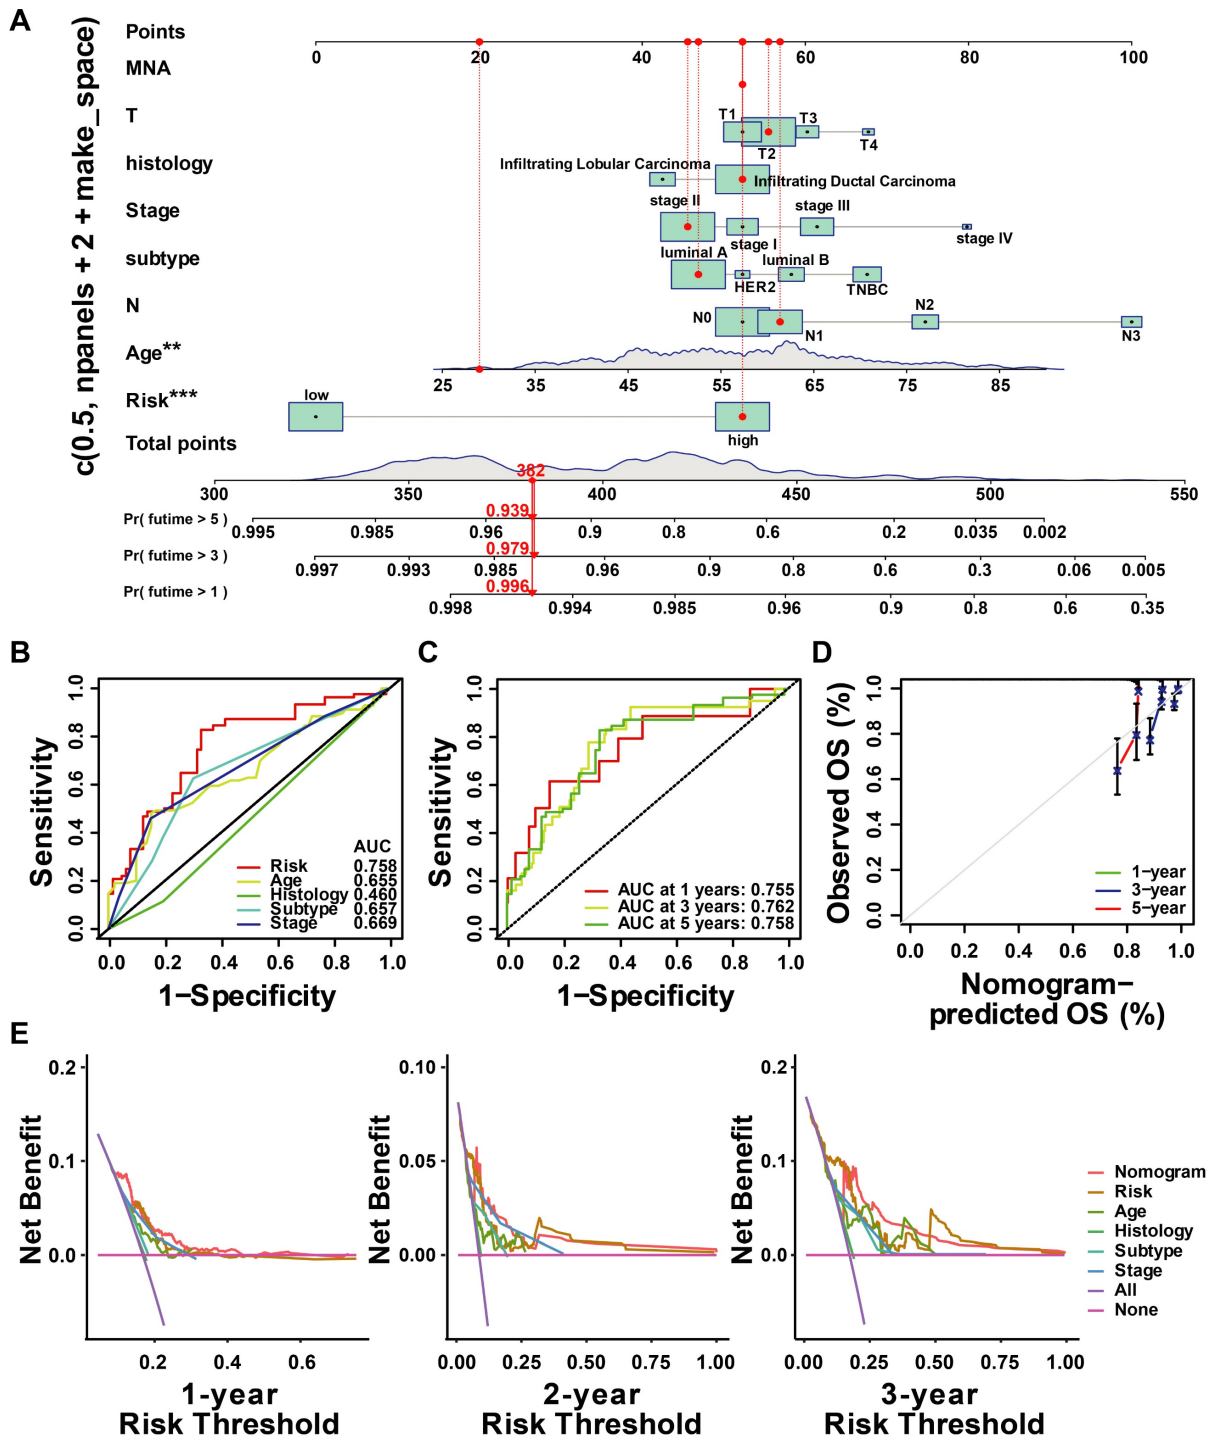 A
c(0.5, npanels + 2 + make_space)
Points
0 20 40 60 80 100
MNA
T
T1 T3
T2 T4
histology
Infiltrating Lobular Carcinoma
Infiltrating Ductal Carcinoma
Stage
stage II stage III
stage I stage IV
subtype
luminal A luminal B
HER2 TNBC
N
N0 N2
N1 N3
Age**
25 35 45 55 65 75 85
Risk***
low
high
Total points
382
300 350 400 450 500 550
0.939
Pr( futime > 5 )
0.995 0.985 0.96 0.9 0.8 0.6 0.2 0.035 0.002
0.979
Pr( futime > 3 )
0.997 0.993 0.985 0.96 0.9 0.8 0.6 0.3 0.06 0.005
0.996
Pr( futime > 1 )
0.998 0.994 0.985 0.96 0.9 0.8 0.6 0.35
B
Sensitivity
1.0
0.8
0.6
0.4
0.2
0.0
AUC
Risk 0.758
Age 0.655
Histology 0.460
Subtype 0.657
Stage 0.669
0.0 0.2 0.4 0.6 0.8 1.0
1−Specificity
C
Sensitivity
1.0
0.8
0.6
0.4
0.2
0.0
AUC at 1 years: 0.755
AUC at 3 years: 0.762
AUC at 5 years: 0.758
0.0 0.2 0.4 0.6 0.8 1.0
1−Specificity
D
Observed OS (%)
1.0
0.8
0.6
0.4
0.2
0.0
1−year
3−year
5−year
0.0 0.2 0.4 0.6 0.8 1.0
Nomogram−
predicted OS (%)
E
Net Benefit
0.2
0.1
0.0
0.2 0.4 0.6
1-year
Risk Threshold
Net Benefit
0.10
0.05
0.00
0.00 0.25 0.50 0.75 1.00
2-year
Risk Threshold
Net Benefit
0.2
0.1
0.0
0.00 0.25 0.50 0.75 1.00
3-year
Risk Threshold
Nomogram
Risk
Age
Histology
Subtype
Stage
All
None